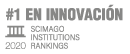 #1 EN INNOVACIÓN
SCIMAGO
INSTITUTIONS
2020 RANKINGS